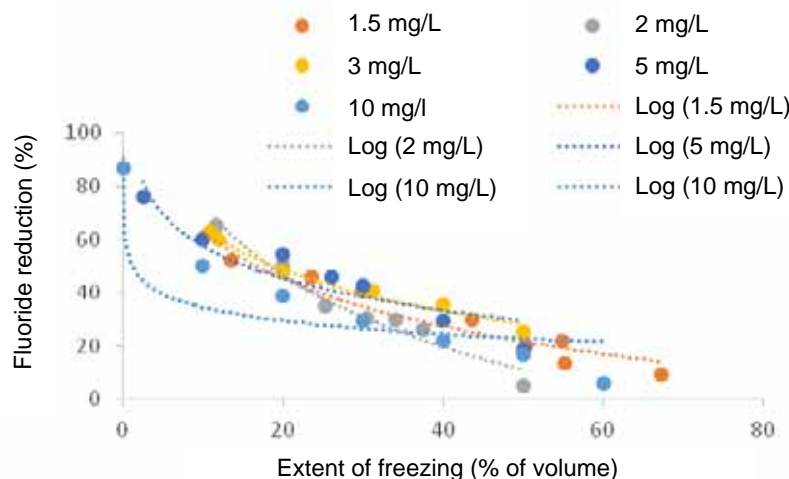 1.5 mg/L 2 mg/L
3 mg/L 5 mg/L
10 mg/l Log (1.5 mg/L)
Log (2 mg/L) Log (5 mg/L)
Log (10 mg/L) Log (10 mg/L)
Fluoride reduction (%)
100
80
60
40
20
0
0 20 40 60 80
Extent of freezing (% of volume)